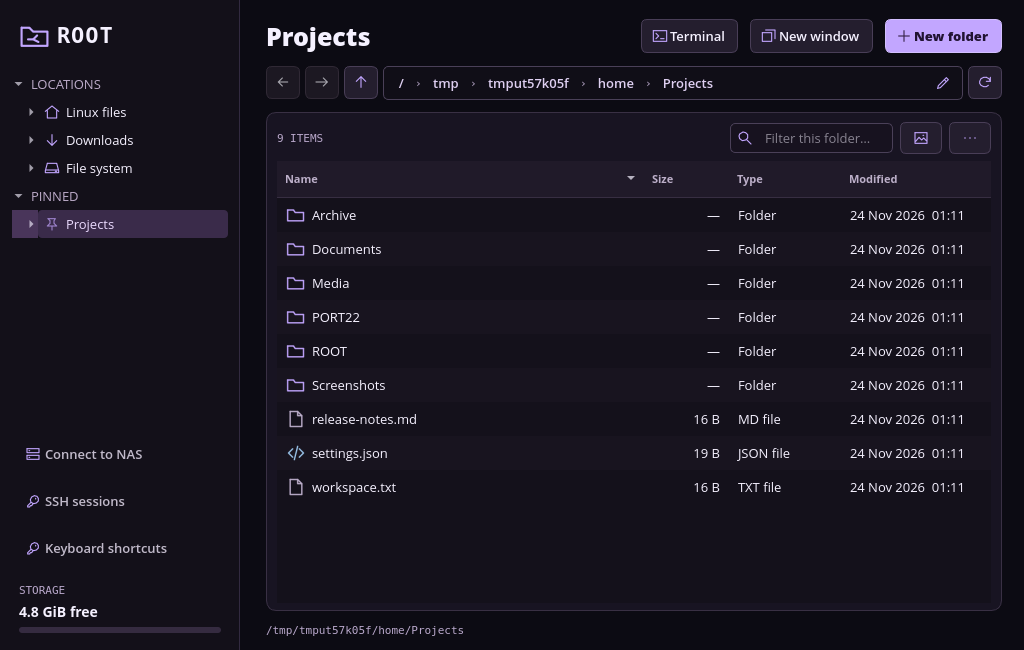 ROOT
LOCATIONS
Linux files
Downloads
File system
PINNED
Projects
Connect to NAS
SSH sessions
Keyboard shortcuts
STORAGE
4.8 GiB free
Projects
Terminal
New window
New folder
/ › tmp › tmput57k05f › home › Projects
9 ITEMS
Filter this folder...
Name Size Type Modified
Archive — Folder 24 Nov 2026 01:11
Documents — Folder 24 Nov 2026 01:11
Media — Folder 24 Nov 2026 01:11
PORT22 — Folder 24 Nov 2026 01:11
ROOT — Folder 24 Nov 2026 01:11
Screenshots — Folder 24 Nov 2026 01:11
release-notes.md 16 B MD file 24 Nov 2026 01:11
settings.json 19 B JSON file 24 Nov 2026 01:11
workspace.txt 16 B TXT file 24 Nov 2026 01:11
/tmp/tmput57k05f/home/Projects